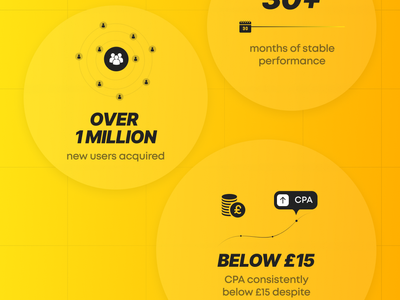 OVER
1 MILLION
new users acquired
30+
months of stable
performance
£
CPA
BELOW £15
CPA consistently
below £15 despite